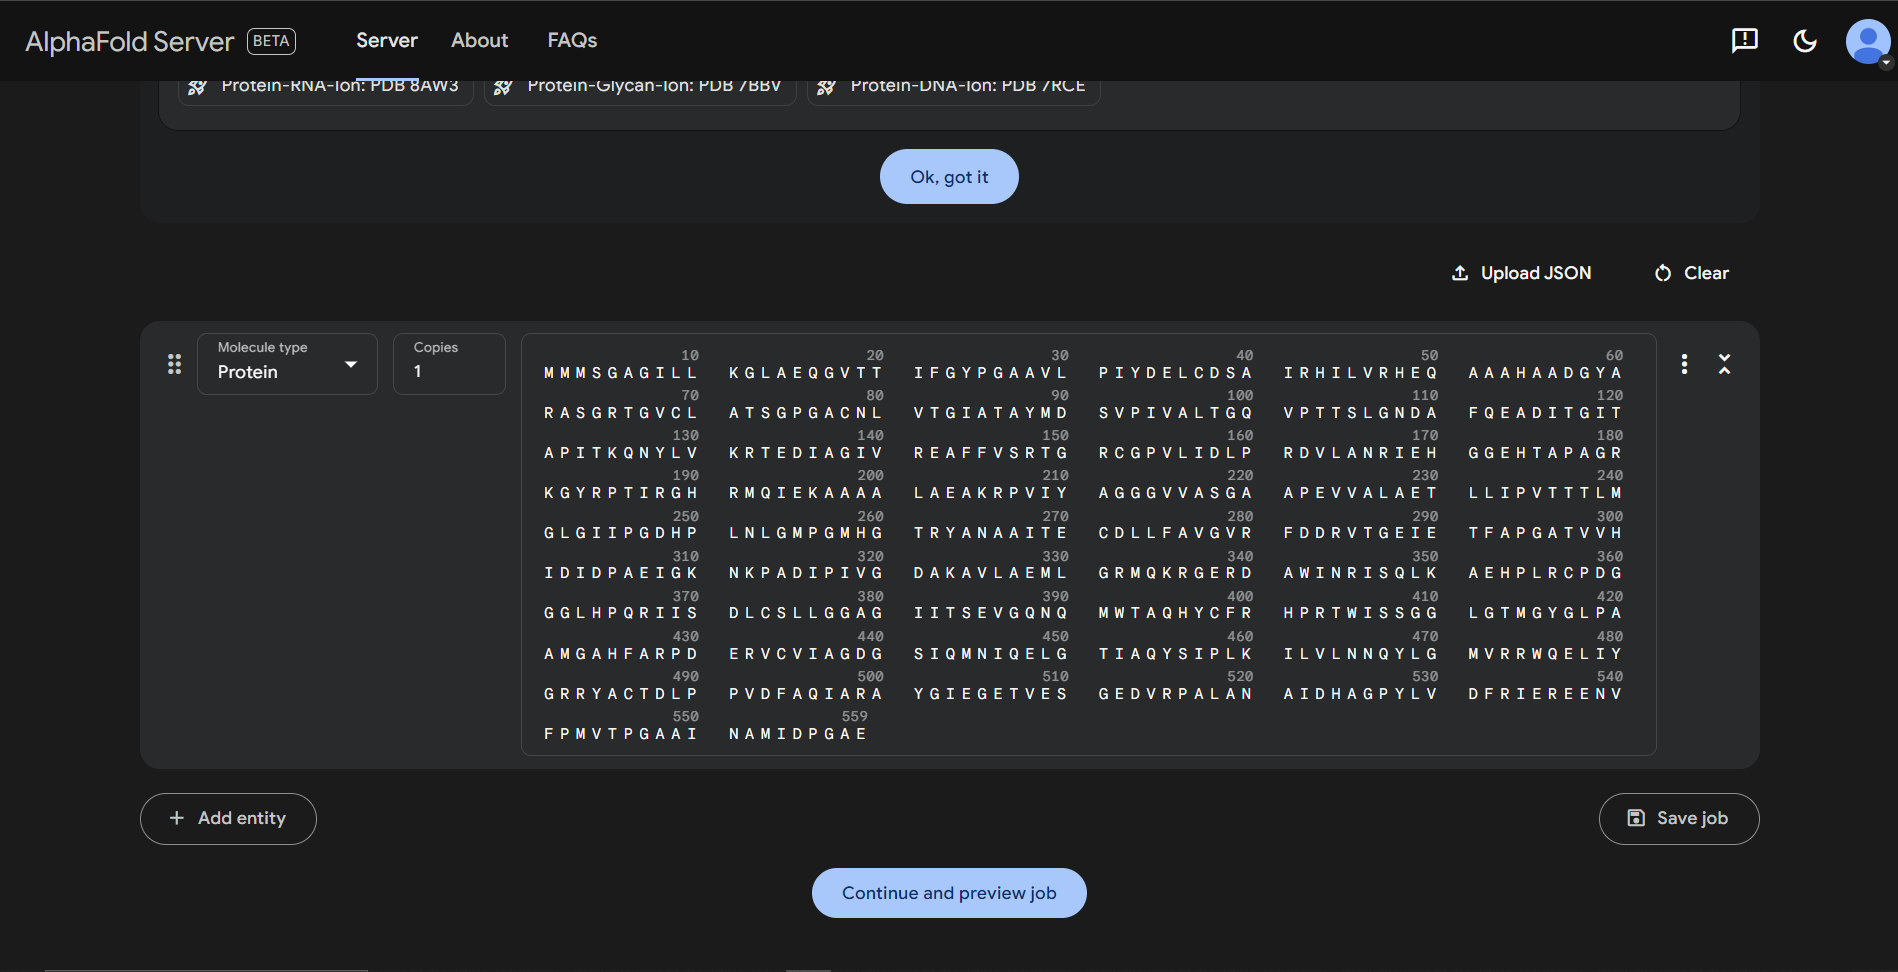 AlphaFold Server BETA Server About FAQs
Protein-RNA-Ion: PDB 8AW3 Protein-Glycan-Ion: PDB 7BBV Protein-DNA-Ion: PDB 7RCE
Ok, got it
Upload JSON Clear
Molecule type
Protein
Copies
1
10 20 30 40 50 60
MMMSGAGILL KGLAEQGVTT IFGYPGAAVL PIYDELCDSA IRHILVRHEQ AAAHAADGYA
70 80 90 100 110 120
RASGRTGVCL ATSGPGACNL VTGIATAYMD SVPIVALTGQ VPTTSLGNDA FQEADITGIT
130 140 150 160 170 180
APITKQNYLV KRTEDIAGIV REAFFVSRTG RCGPVLIDLP RDVLANRIEH GGEHTAPAGR
190 200 210 220 230 240
KGYRPTIRGH RMQIEKAAAA LAEAKRPVIY AGGGVVASGA APEVVALAET LLIPVTTTLM
250 260 270 280 290 300
GLGIIPGDHP LNLGMPGMHG TRYANAAITE CDLLFAVGVR FDDRVTGEIE TFAPGATVVH
310 320 330 340 350 360
IDIDPAEIGK NKPADIPIVG DAKAVLAEML GRMQKRGERD AWINRISQLK AEHPLRCPDG
370 380 390 400 410 420
GGLHPQRIIS DLCSLLGGAG IITSEVGQNQ MWTAQHYCFR HPRTWISSGG LGTMGYGLPA
430 440 450 460 470 480
AMGAHFARPD ERVCVIAGDG SIQMNIQELG TIAQYSIPLK ILVLNNQYLG MVRRWQELIY
490 500 510 520 530 540
GRRYACTDLP PVDFAQIARA YGIEGETVES GEDVRPALAN AIDHAGPYLV DFRIEREENV
550 559
FPMVTPGAAI NAMIDPGAE
Add entity Save job
Continue and preview job